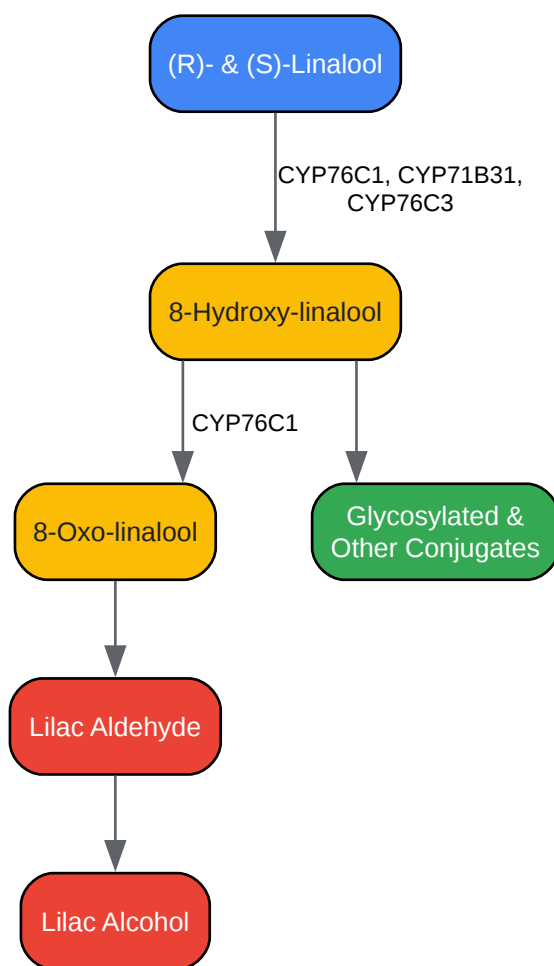 (R)- & (S)-Linalool
CYP76C1, CYP71B31,
CYP76C3
8-Hydroxy-linalool
CYP76C1
8-Oxo-linalool
Glycosylated &
Other Conjugates
Lilac Aldehyde
Lilac Alcohol